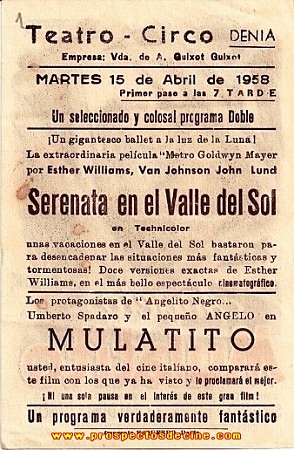 1
Teatro - Circo DENIA
Empresa: Vda. de A. Guixot Guixot
MARTES 15 de Abril de 1958
Primer pase a las 7 TARDE
Un seleccionado y colosal programa Doble
¡Un gigantesco ballet a la luz de la Luna!
La extraordinaria película "Metro Goldwyn Mayer
por Esther Williams, Van Johnson John Lund
Serenata en el Valle del Sol
en Technicolor
unas vacaciones en el Valle del Sol bastaron pa-
ra desencadenar las situaciones más fantásticas y
tormentosas! Doce versiones exactas de Esther
Williams, en el más bello espectáculo cinematográfico.
Los protagonistas de "Angelito Negro...
Umberto Spadaro y el pequeño ANGELO en
MULATITO
usted, entusiasta del cine italiano, comparará es-
te film con los que ya ha visto y lo proclamará el mejor.
¡Ni una sola pausa en el interés de este gran film!
Un programa verdaderamente fantástico
www.prospectosdecine.com